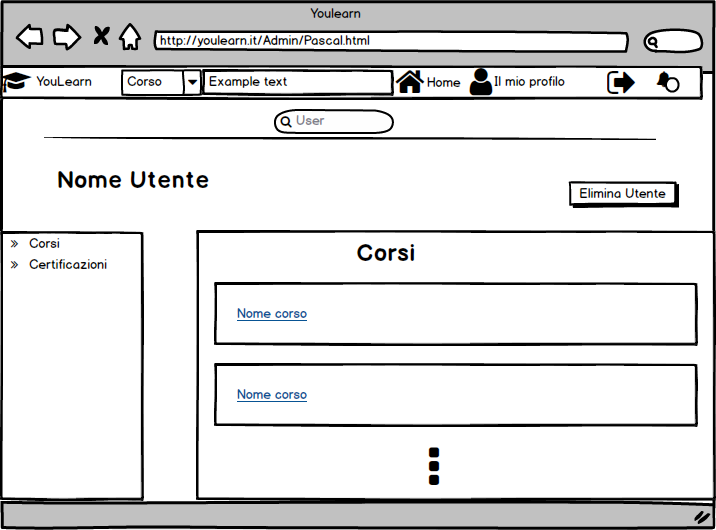 Youlearn
http://youlearn.it/Admin/Pascal.html
YouLearn Corso Example text Home Il mio profilo
User
Nome Utente
Elimina Utente
Corsi
Certificazioni
Corsi
Nome corso
Nome corso